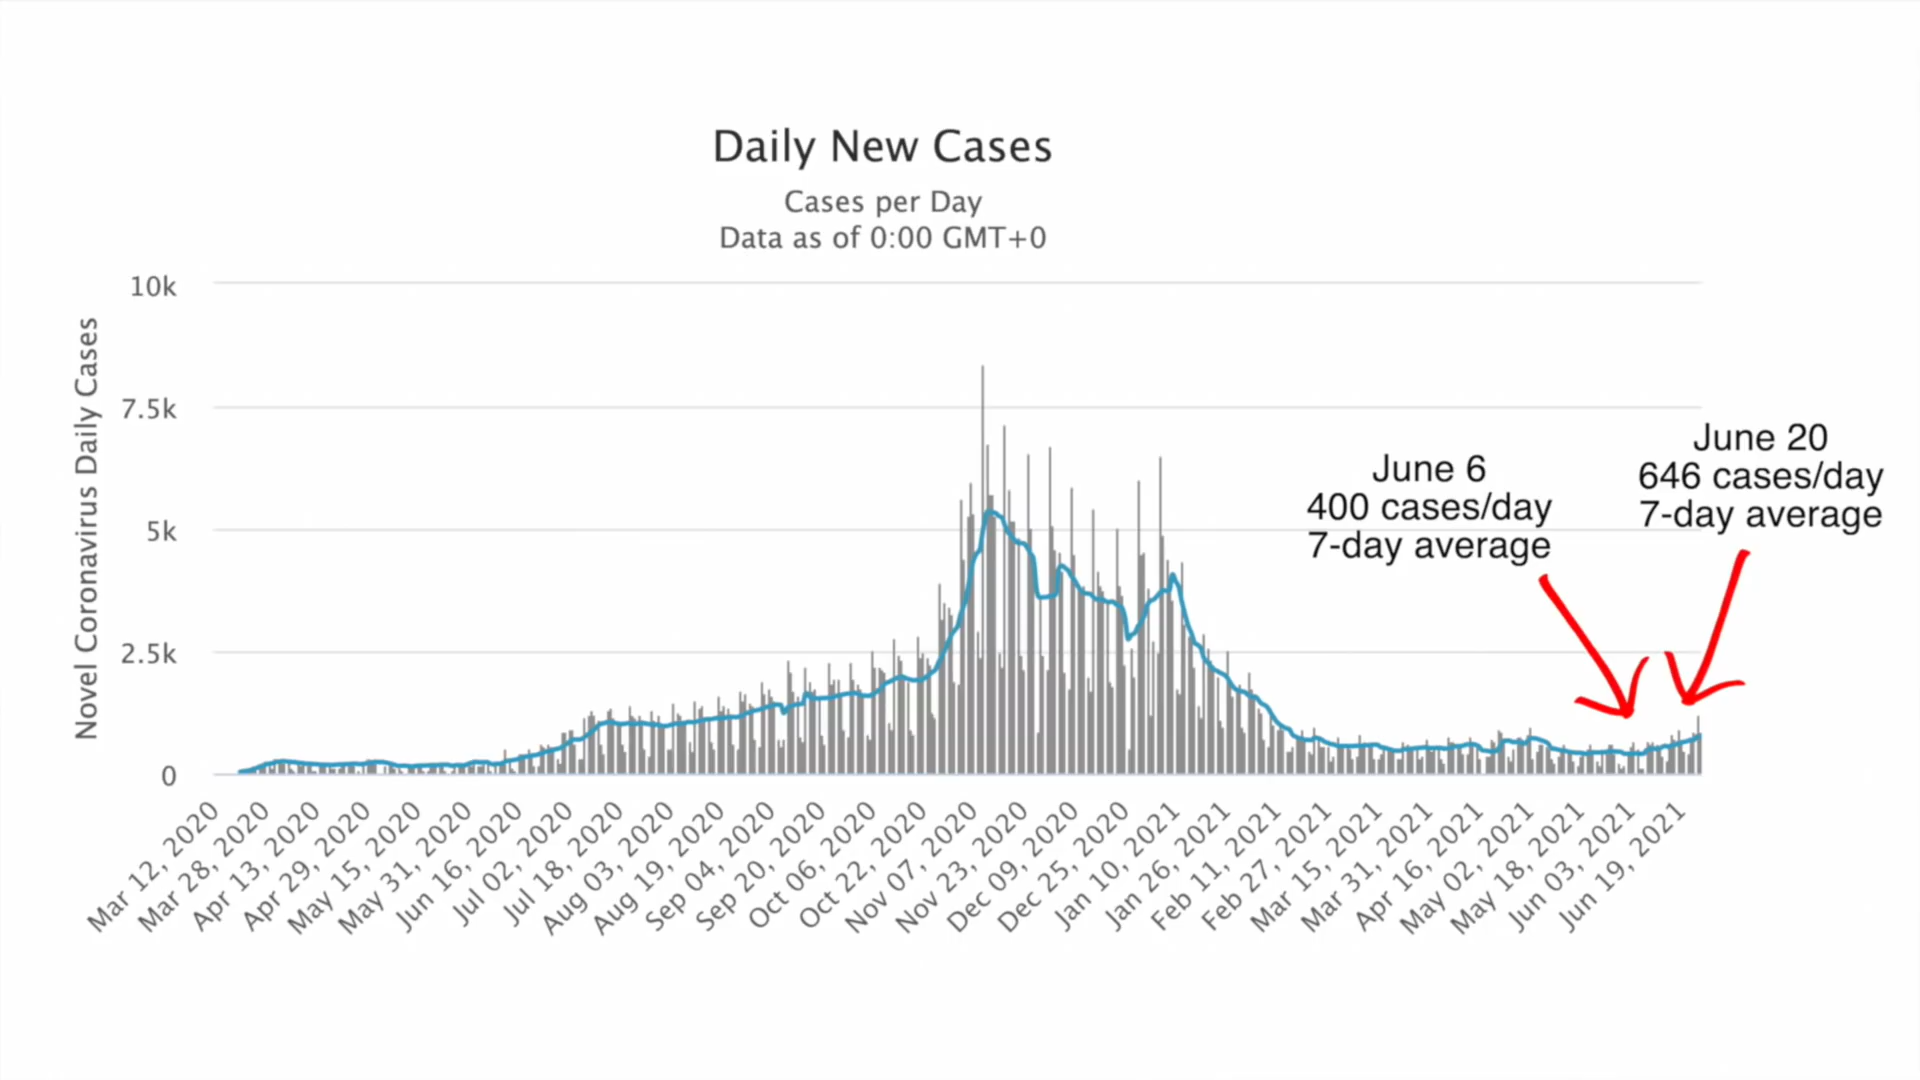 Daily New Cases
Cases per Day
Data as of 0:00 GMT+0
Novel Coronavirus Daily Cases
10k
7.5k
5k
2.5k
0
June 6
400 cases/day
7-day average
June 20
646 cases/day
7-day average
Mar 12, 2020
Mar 28, 2020
Apr 13, 2020
Apr 29, 2020
May 15, 2020
May 31, 2020
Jun 16, 2020
Jul 02, 2020
Jul 18, 2020
Aug 03, 2020
Aug 19, 2020
Sep 04, 2020
Sep 20, 2020
Oct 06, 2020
Oct 22, 2020
Nov 07, 2020
Nov 23, 2020
Dec 09, 2020
Dec 25, 2020
Jan 10, 2021
Jan 26, 2021
Feb 11, 2021
Feb 27, 2021
Mar 15, 2021
Mar 31, 2021
Apr 16, 2021
May 02, 2021
May 18, 2021
Jun 03, 2021
Jun 19, 2021